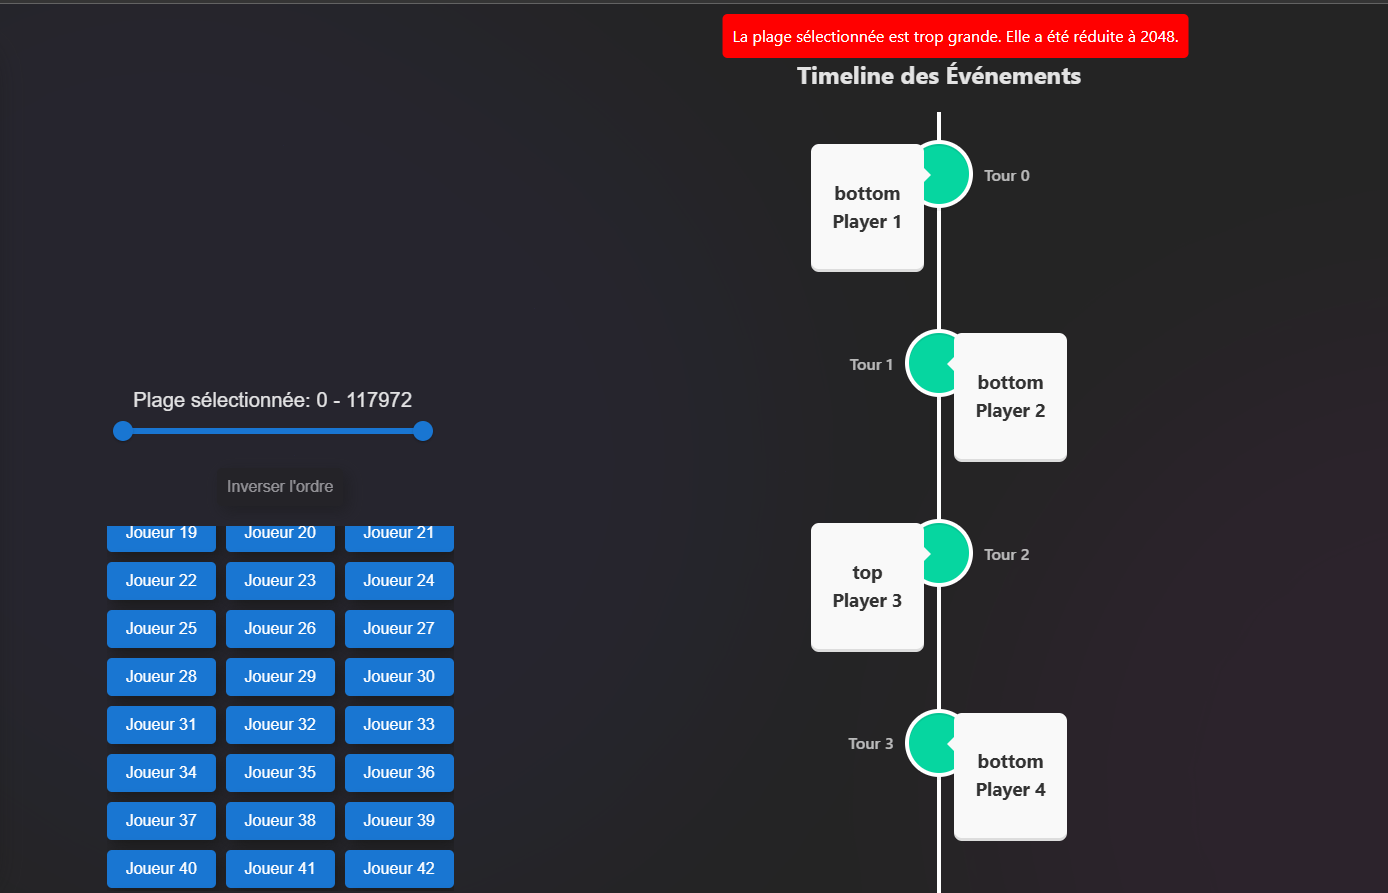 La plage sélectionnée est trop grande. Elle a été réduite à 2048.
Timeline des Événements
bottom
Player 1
Tour 0
Tour 1
bottom
Player 2
top
Player 3
Tour 2
Tour 3
bottom
Player 4
Plage sélectionnée: 0 - 117972
Inverser l'ordre
Joueur 19 Joueur 20 Joueur 21
Joueur 22 Joueur 23 Joueur 24
Joueur 25 Joueur 26 Joueur 27
Joueur 28 Joueur 29 Joueur 30
Joueur 31 Joueur 32 Joueur 33
Joueur 34 Joueur 35 Joueur 36
Joueur 37 Joueur 38 Joueur 39
Joueur 40 Joueur 41 Joueur 42